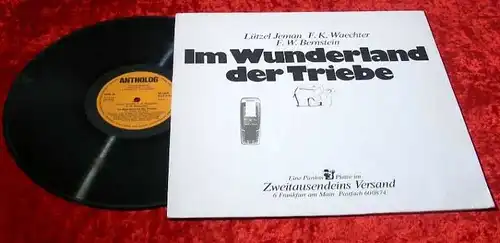 ANTHOLOG
Lützel Jeman F. K. Waechter
F. W. Bernstein
Im Wunderland
der Triebe
Eine Pardon Platte im
Zweitausendeins Versand
6 Frankfurt am Main Postfach